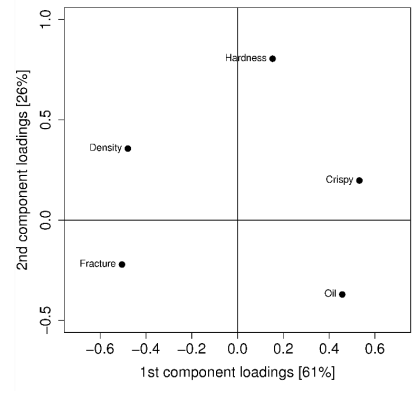 1.0
0.5
0.0
−0.5
2nd component loadings [26%]
Hardness
Density
Crispy
Fracture
Oil
−0.6 −0.4 −0.2 0.0 0.2 0.4 0.6
1st component loadings [61%]